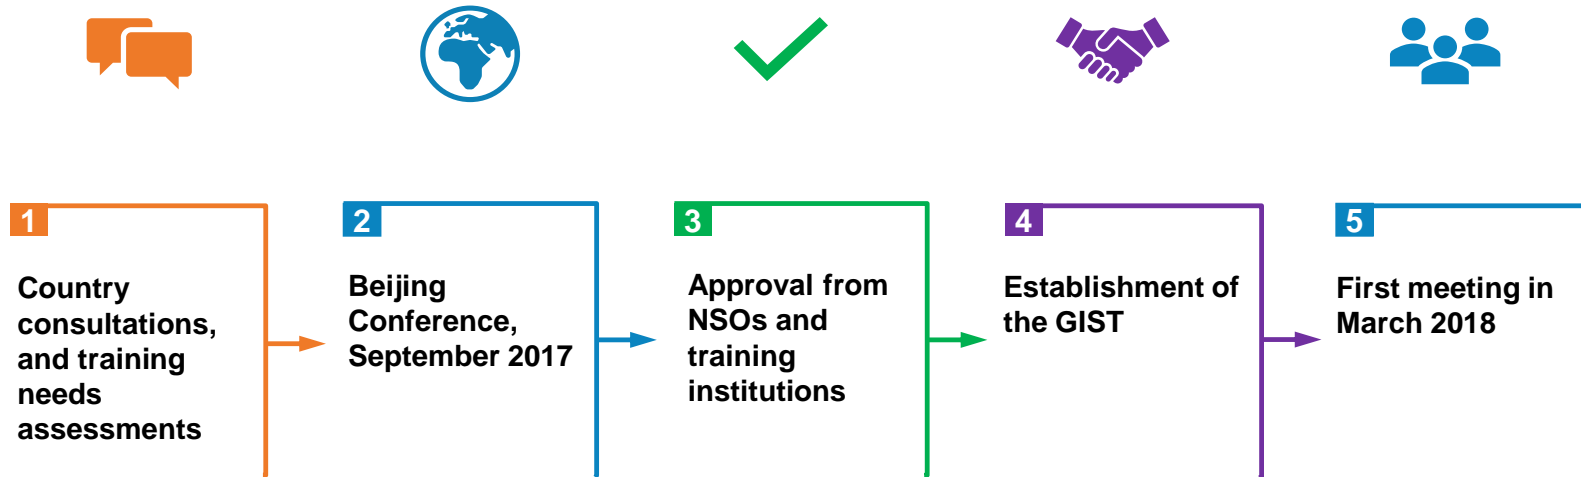 1
Country
consultations,
and training
needs
assessments
2
Beijing
Conference,
September 2017
3
Approval from
NSOs and
training
institutions
4
Establishment of
the GIST
5
First meeting in
March 2018